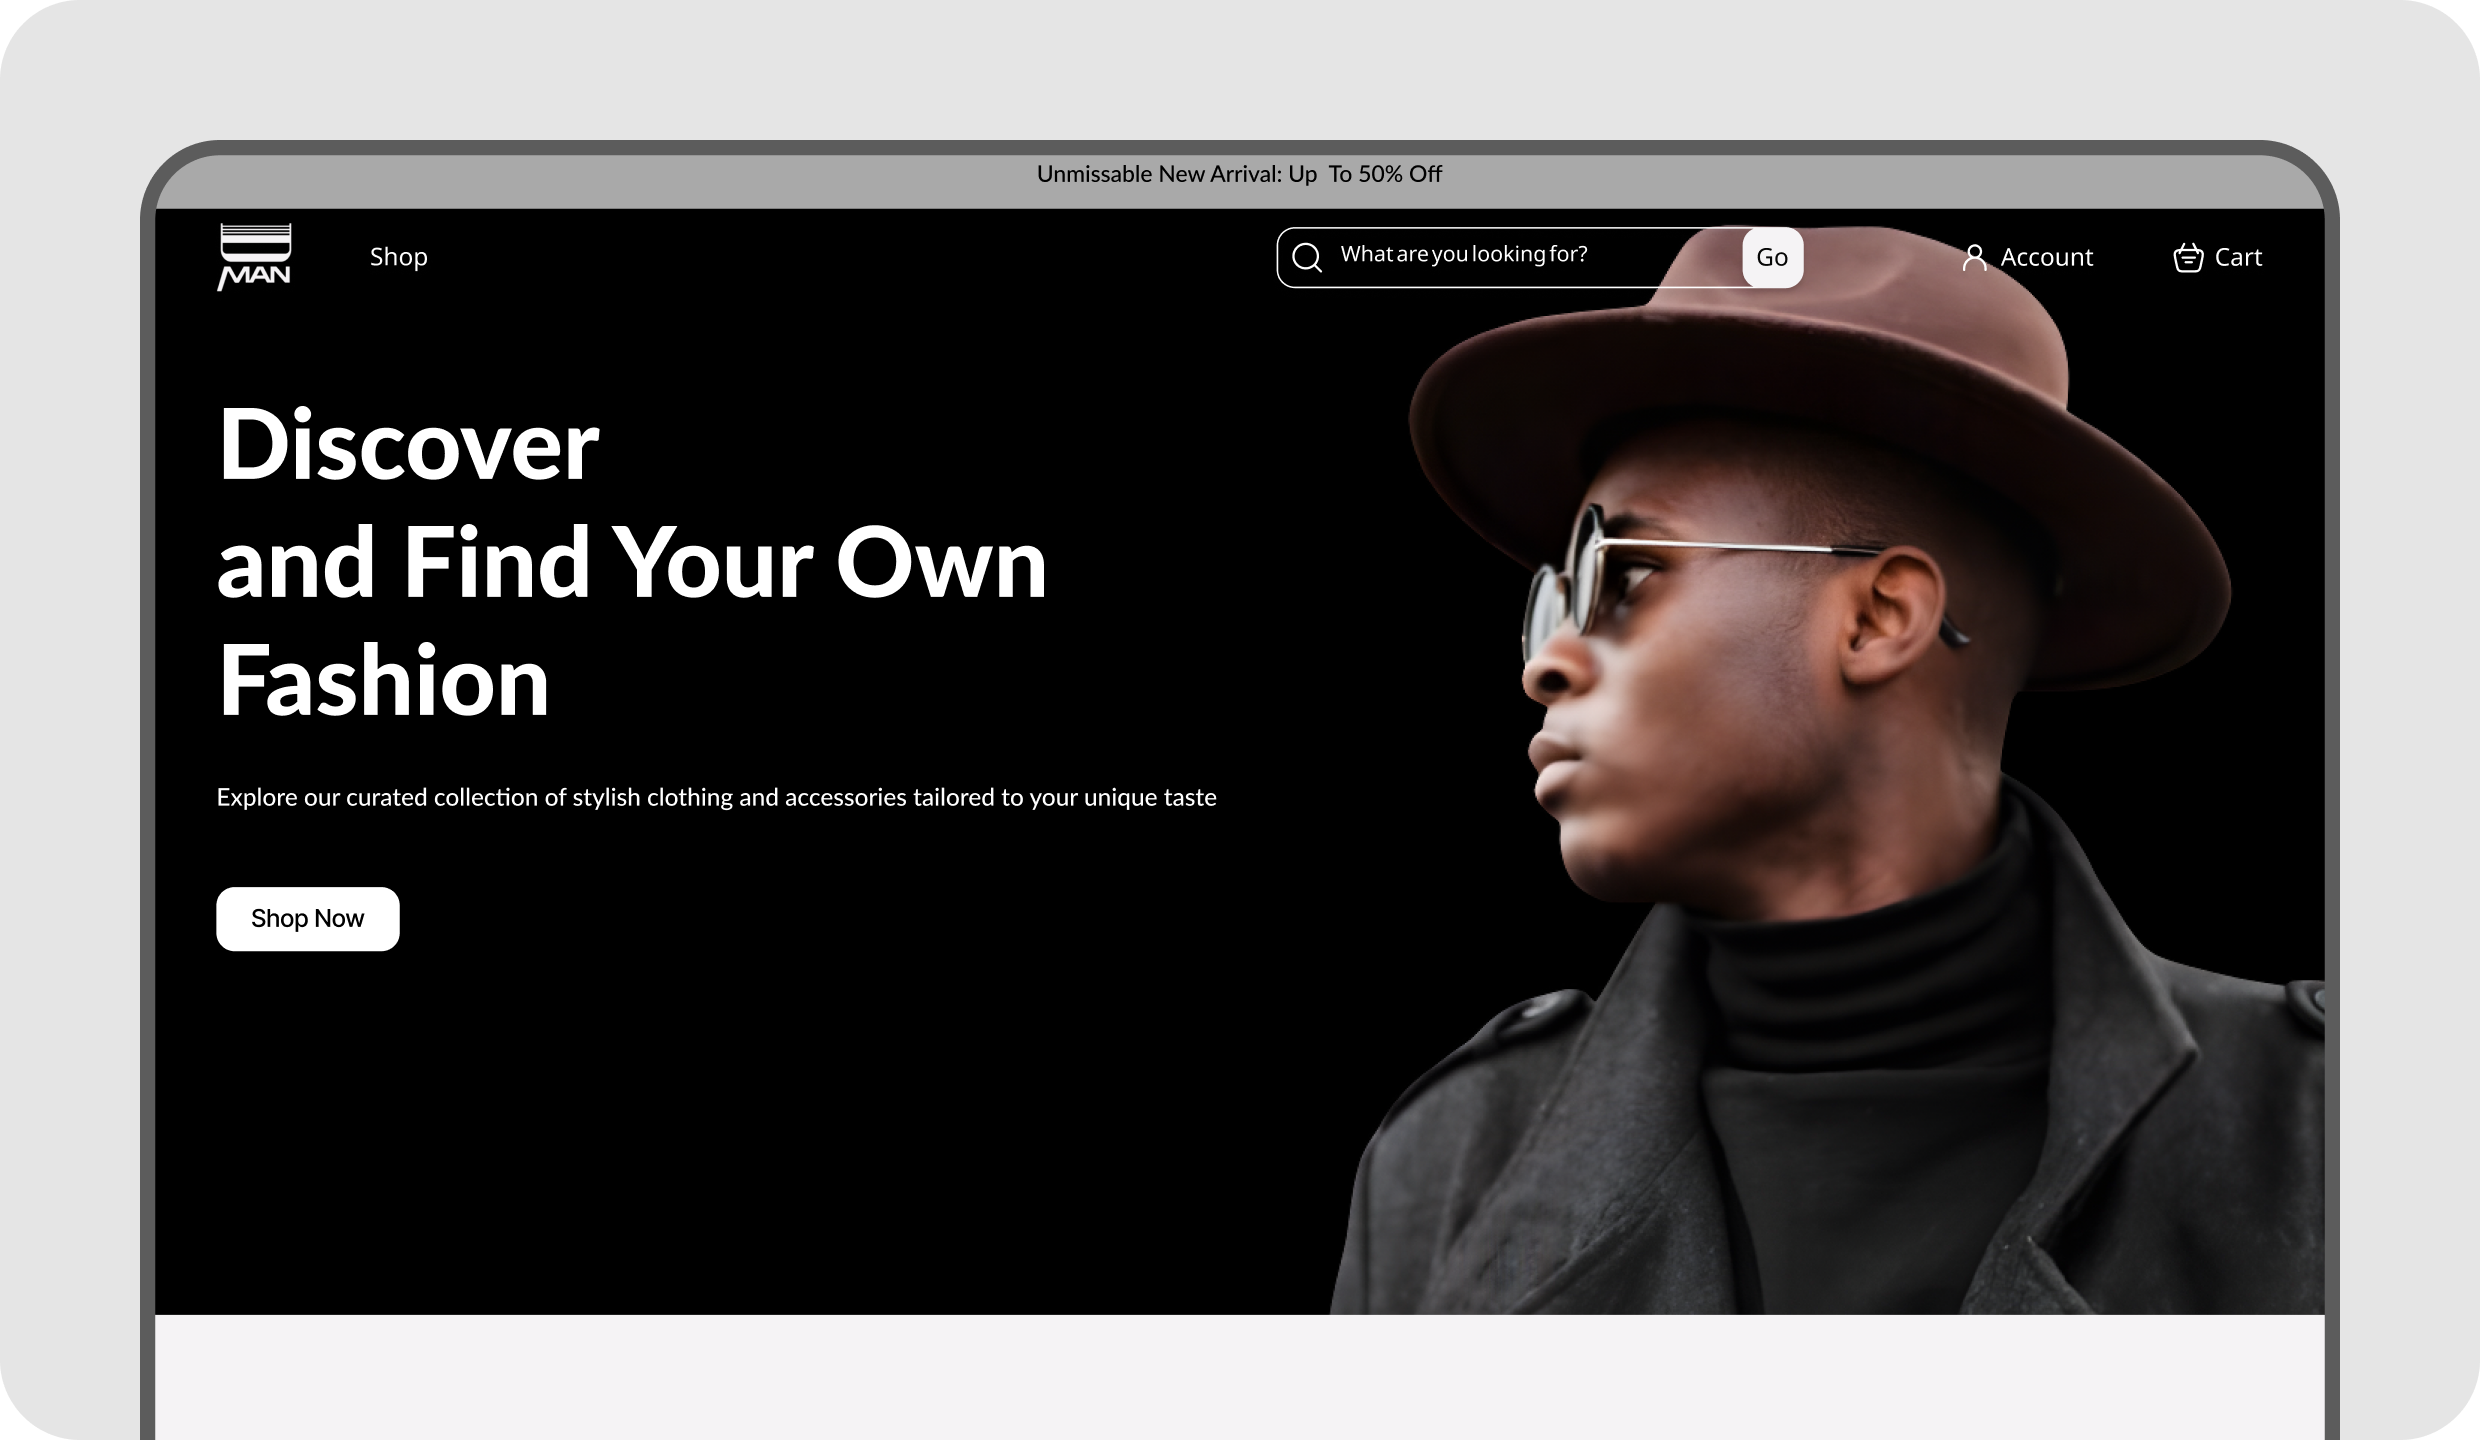 Unmissable New Arrival: Up  To 50% Off
MAN
Shop
What are you looking for?
Go
Account
Cart
Discover
and Find Your Own
Fashion
Explore our curated collection of stylish clothing and accessories tailored to your unique taste
Shop Now